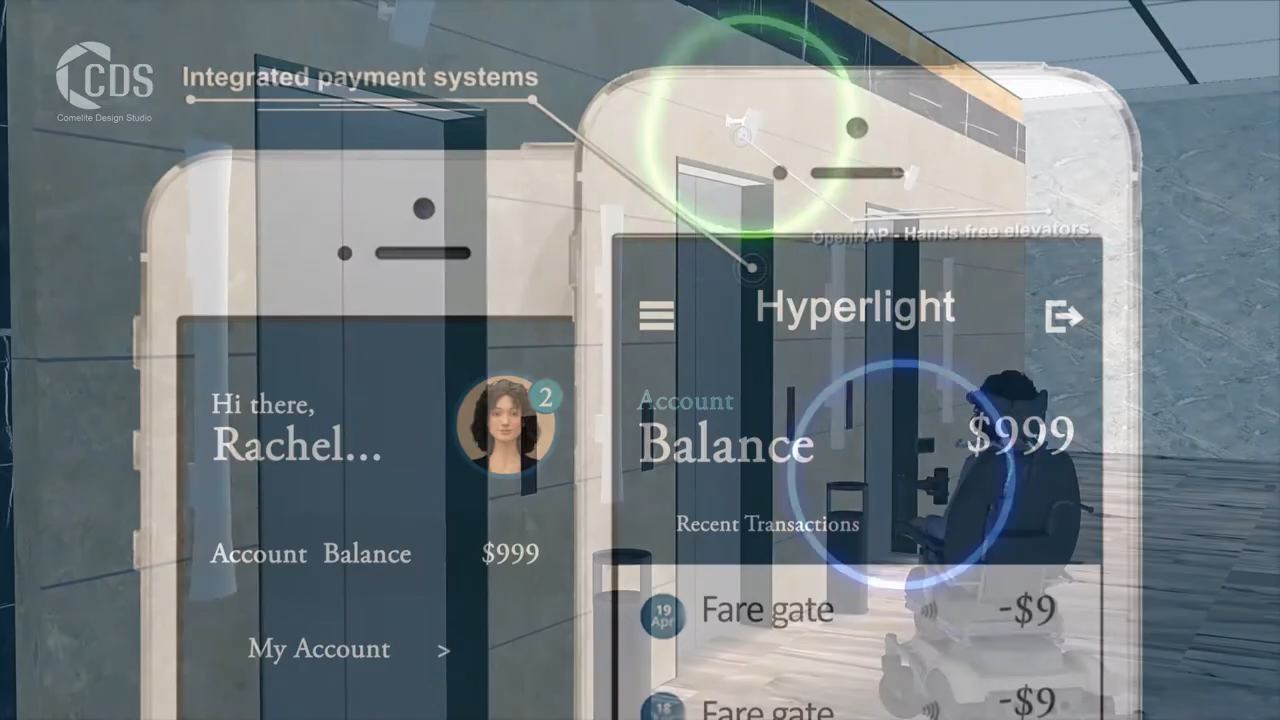 CDS
Comelite Design Studio
Integrated payment systems
OpenRAP - Hands-free elevators
Hyperlight
Hi there,
Rachel...
2
Account Balance $999
My Account >
Account
Balance $999
Recent Transactions
19
Apr
Fare gate -$9
18
Fare gate -$9